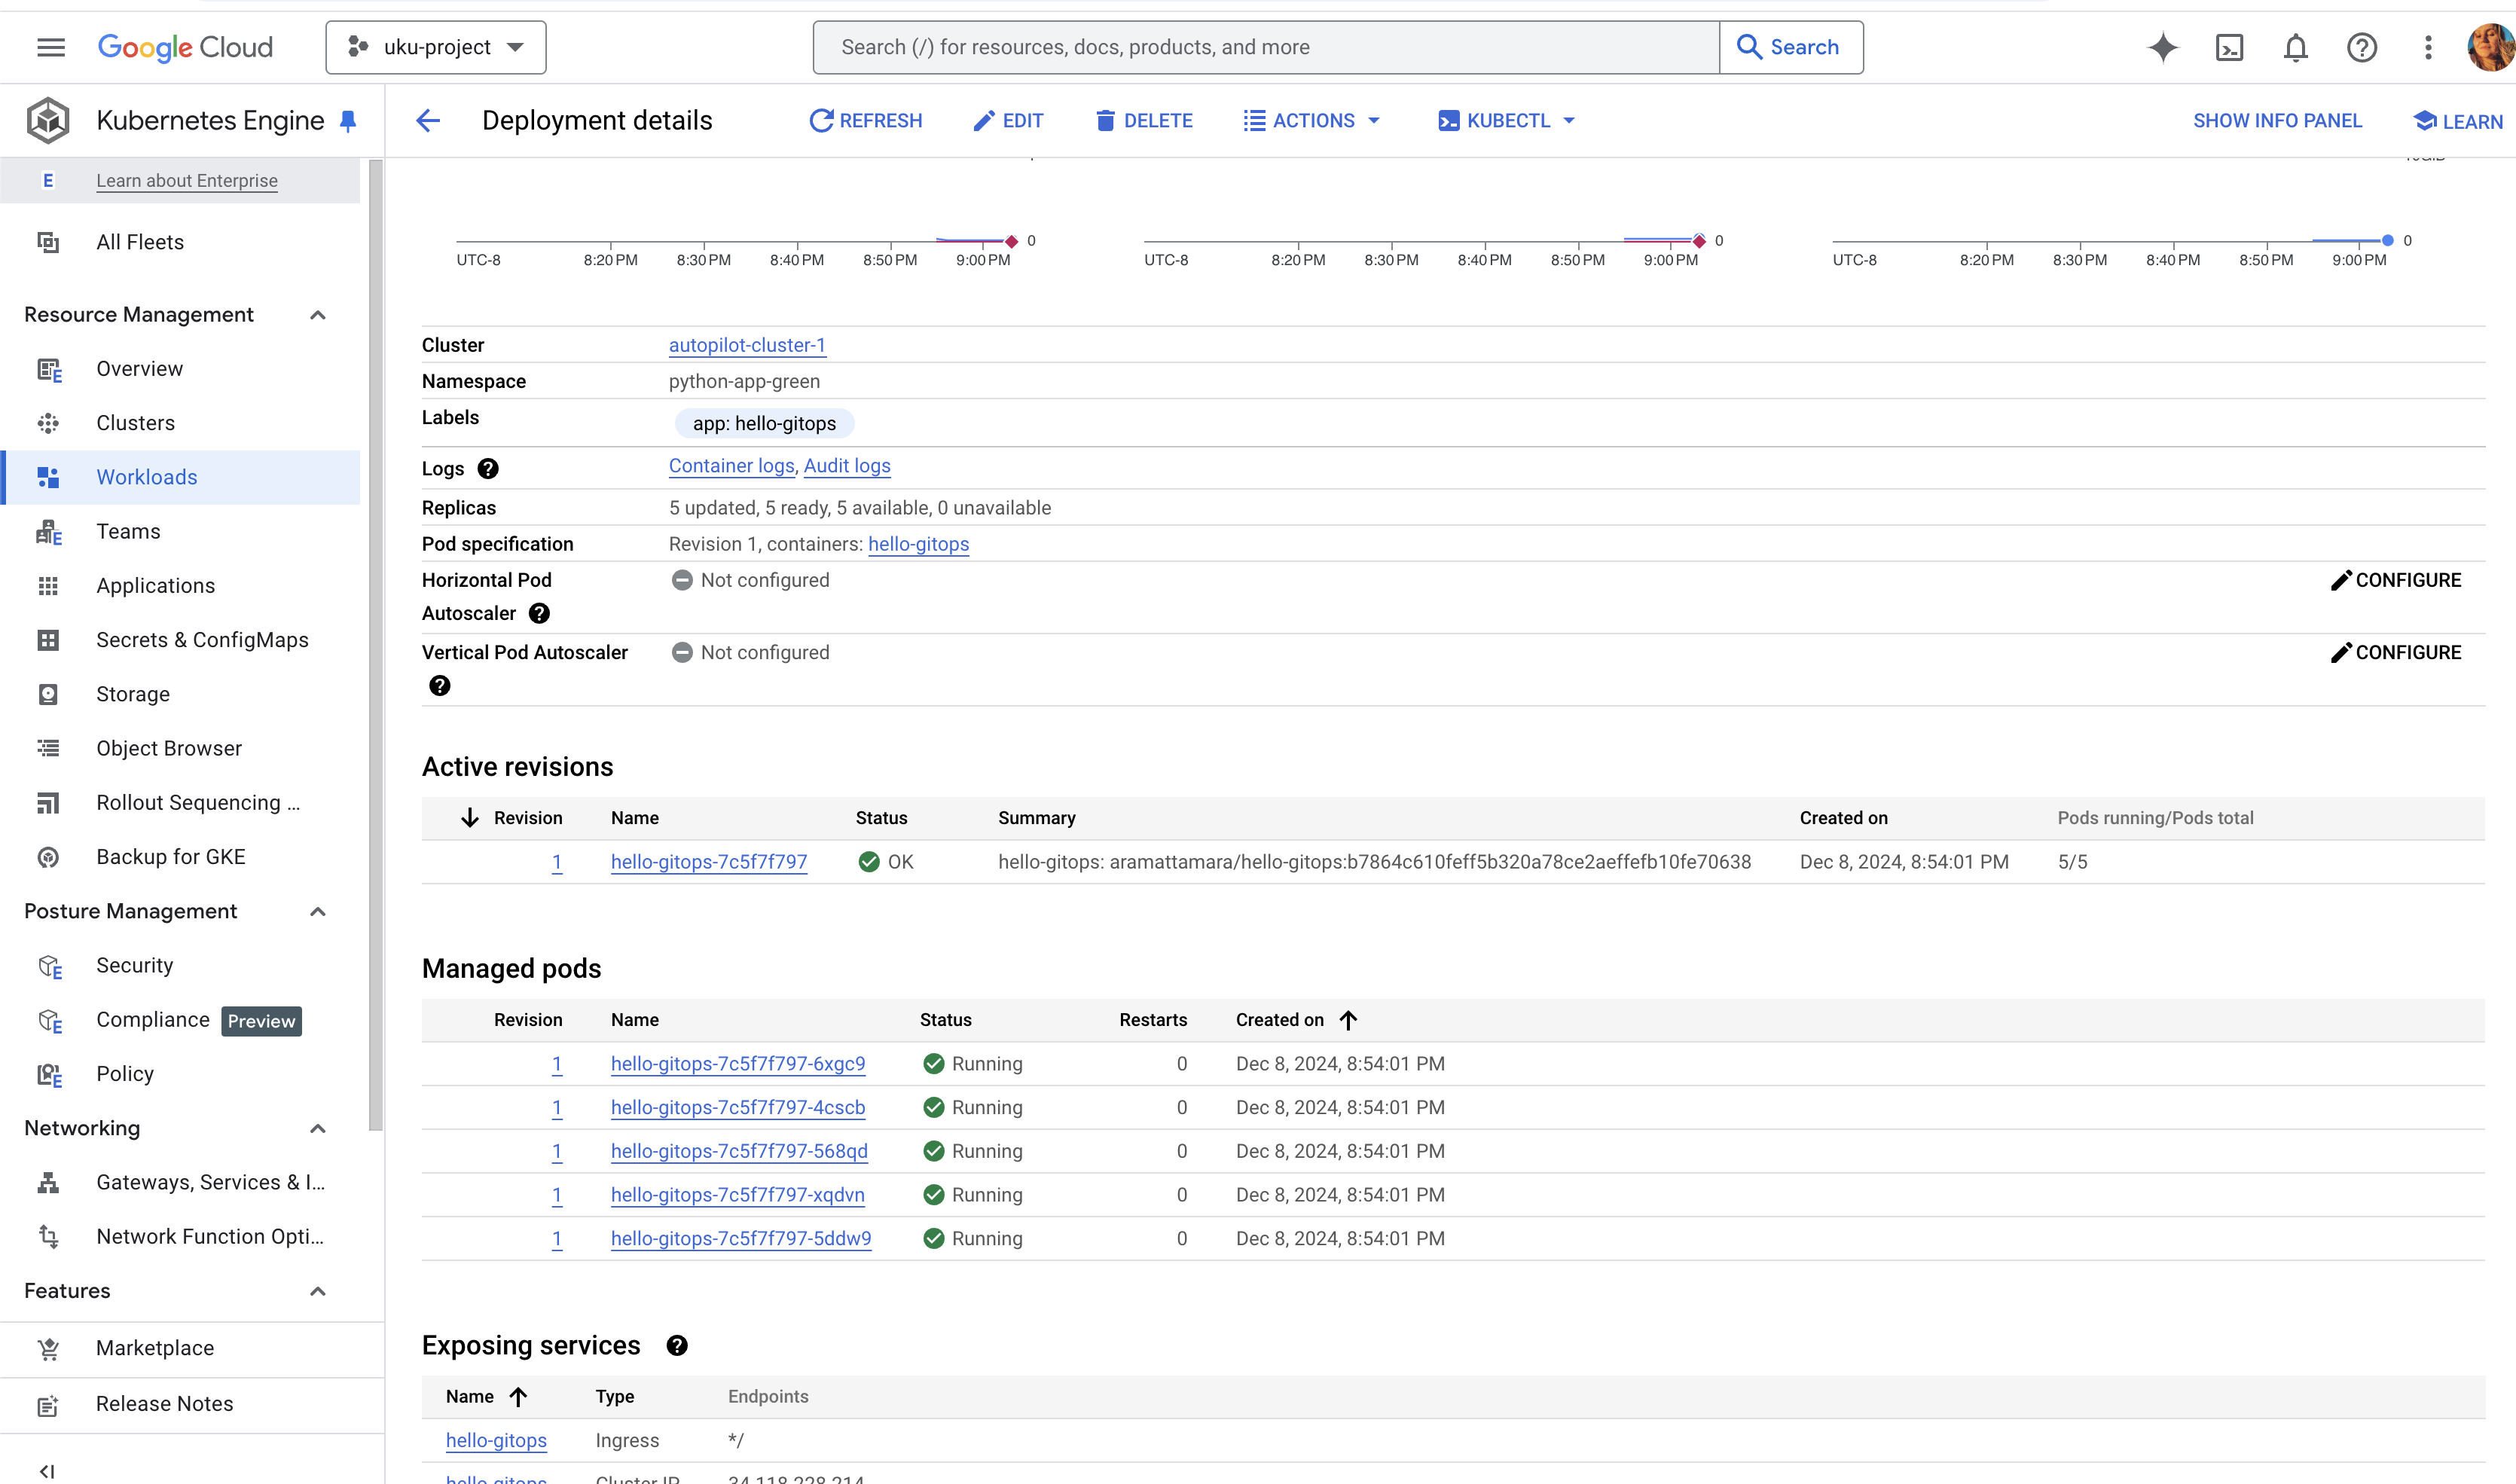 Google Cloud
uku-project
Search (/) for resources, docs, products, and more
Search
Kubernetes Engine
Deployment details
REFRESH
EDIT
DELETE
ACTIONS
KUBECTL
SHOW INFO PANEL
LEARN
E Learn about Enterprise
All Fleets
Resource Management
Overview
Clusters
Workloads
Teams
Applications
Secrets & ConfigMaps
Storage
Object Browser
Rollout Sequencing ...
Backup for GKE
Posture Management
Security
Compliance Preview
Policy
Networking
Gateways, Services & I...
Network Function Opti...
Features
Marketplace
Release Notes
0
UTC-8 8:20 PM 8:30 PM 8:40 PM 8:50 PM 9:00 PM
0
UTC-8 8:20 PM 8:30 PM 8:40 PM 8:50 PM 9:00 PM
0
UTC-8 8:20 PM 8:30 PM 8:40 PM 8:50 PM 9:00 PM
Cluster autopilot-cluster-1
Namespace python-app-green
Labels app: hello-gitops
Logs Container logs, Audit logs
Replicas 5 updated, 5 ready, 5 available, 0 unavailable
Pod specification Revision 1, containers: hello-gitops
Horizontal Pod Not configured CONFIGURE
Autoscaler
Vertical Pod Autoscaler Not configured CONFIGURE
Active revisions
Revision Name Status Summary Created on Pods running/Pods total
1 hello-gitops-7c5f7f797 OK hello-gitops: aramattamara/hello-gitops:b7864c610feff5b320a78ce2aeffefb10fe70638 Dec 8, 2024, 8:54:01 PM 5/5
Managed pods
Revision Name Status Restarts Created on
1 hello-gitops-7c5f7f797-6xgc9 Running 0 Dec 8, 2024, 8:54:01 PM
1 hello-gitops-7c5f7f797-4cscb Running 0 Dec 8, 2024, 8:54:01 PM
1 hello-gitops-7c5f7f797-568qd Running 0 Dec 8, 2024, 8:54:01 PM
1 hello-gitops-7c5f7f797-xqdvn Running 0 Dec 8, 2024, 8:54:01 PM
1 hello-gitops-7c5f7f797-5ddw9 Running 0 Dec 8, 2024, 8:54:01 PM
Exposing services
Name Type Endpoints
hello-gitops Ingress */
hello-gitops Cluster IP 34.118.228.214